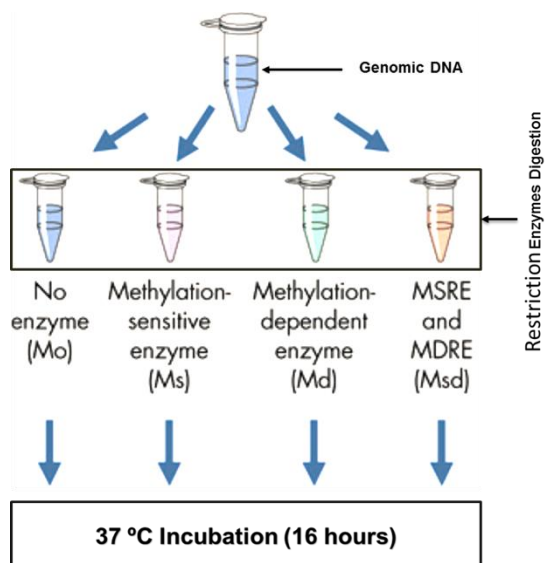 Genomic DNA
Restriction Enzymes Digestion
No
enzyme
(Mo)
Methylation-
sensitive
enzyme
(Ms)
Methylation-
dependent
enzyme
(Md)
MSRE
and
MDRE
(Msd)
37 ºC Incubation (16 hours)